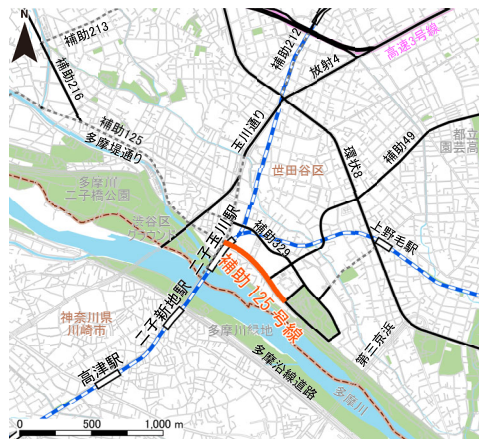 N
補助213
補助216
補助125
多摩堤通り
補助212
放射4
高速3号線
玉川通り
世田谷区
環状8
補助49
都立
園芸高
多摩川
二子橋公園
渋谷区
グラウンド
二子玉川駅
補助329
上野毛駅
補助125号線
神奈川県
川崎市
二子新地駅
多摩川緑地
高津駅
多摩沿線道路
第三京浜
多摩川
0 500 1,000 m